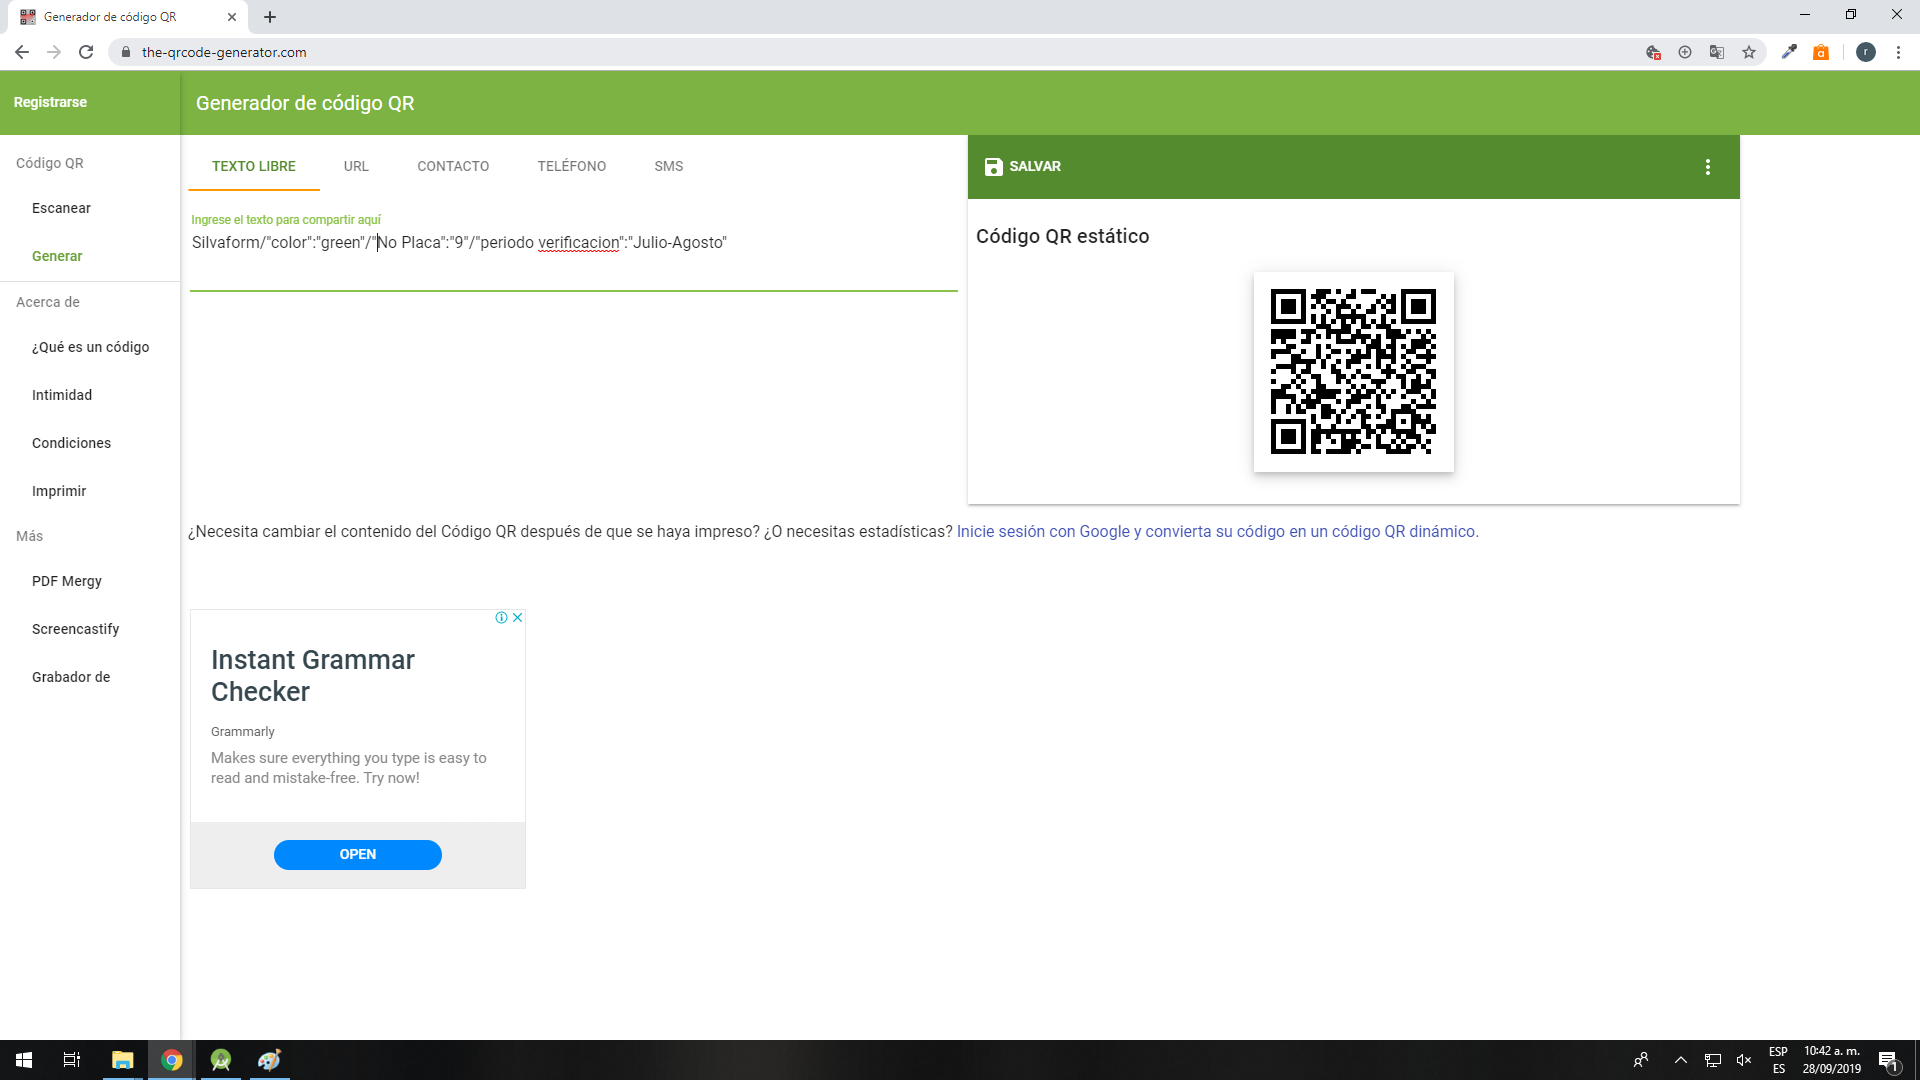 Generador de código QR
the-qrcode-generator.com
r
Registrarse
Generador de código QR
Código QR
Escanear
Generar
Acerca de
¿Qué es un código
Intimidad
Condiciones
Imprimir
Más
PDF Mergy
Screencastify
Grabador de
TEXTO LIBRE
URL
CONTACTO
TELÉFONO
SMS
Ingrese el texto para compartir aquí
Silvaform/"color":"green"/"No Placa":"9"/"periodo verificacion":"Julio-Agosto"
SALVAR
Código QR estático
¿Necesita cambiar el contenido del Código QR después de que se haya impreso? ¿O necesitas estadísticas? Inicie sesión con Google y convierta su código en un código QR dinámico.
Instant Grammar
Checker
Grammarly
Makes sure everything you type is easy to
read and mistake-free. Try now!
OPEN
ESP
ES
10:42 a. m.
28/09/2019
1